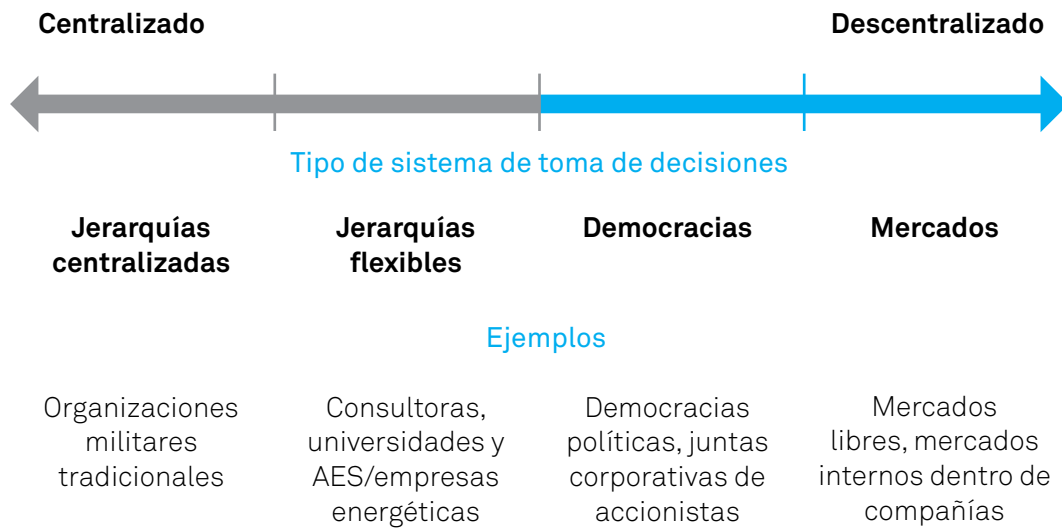 Centralizado
Descentralizado
Tipo de sistema de toma de decisiones
Jerarquías
centralizadas
Jerarquías
flexibles
Democracias
Mercados
Ejemplos
Organizaciones
militares
tradicionales
Consultoras,
universidades y
AES/empresas
energéticas
Democracias
políticas, juntas
corporativas de
accionistas
Mercados
libres, mercados
internos dentro de
compañías